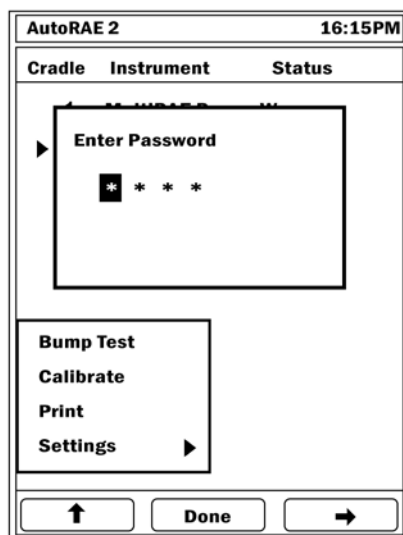 AutoRAE 2 16:15PM
Cradle Instrument Status
Enter Password
* * * *
Bump Test
Calibrate
Print
Settings
Done